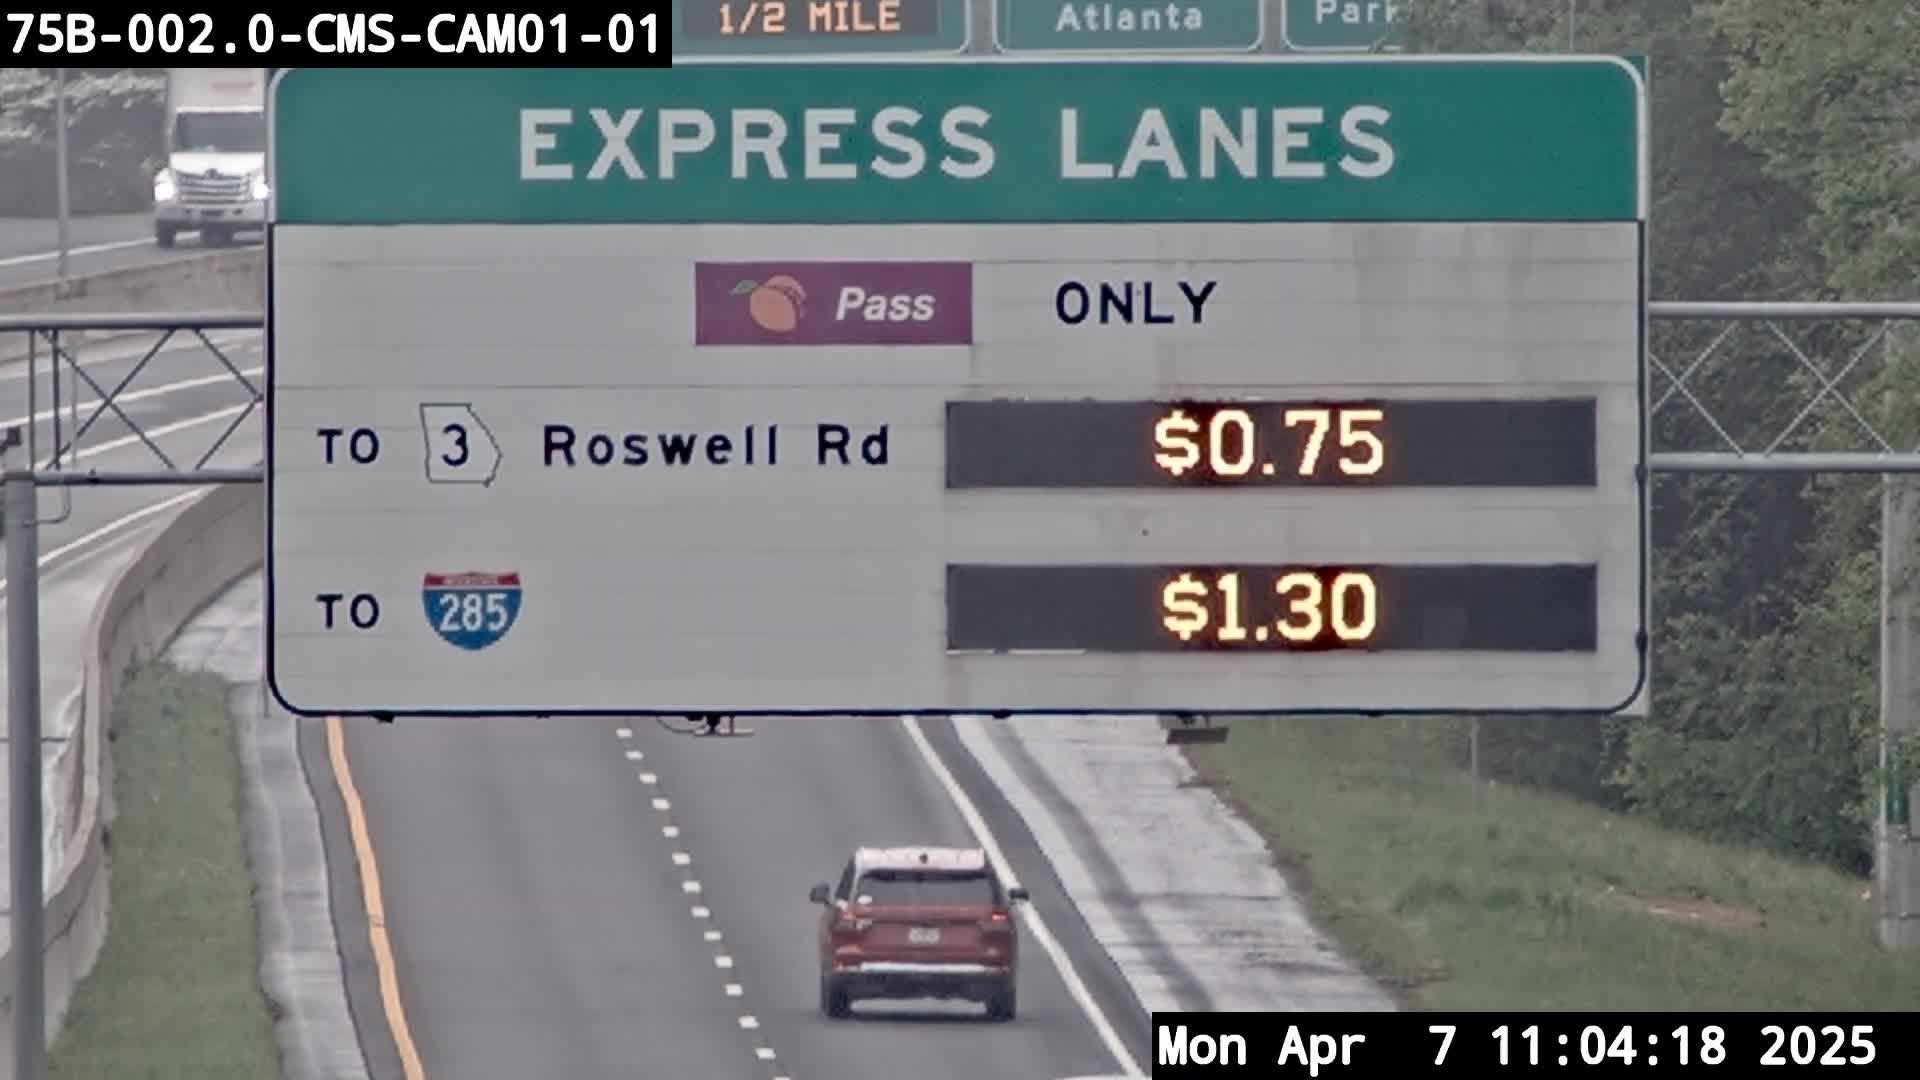 75B-002.0-CMS-CAM01-01
1/2 MILE
Atlanta
Park
EXPRESS LANES
Pass ONLY
TO 3 Roswell Rd $0.75
TO 285 $1.30
Mon Apr 7 11:04:18 2025